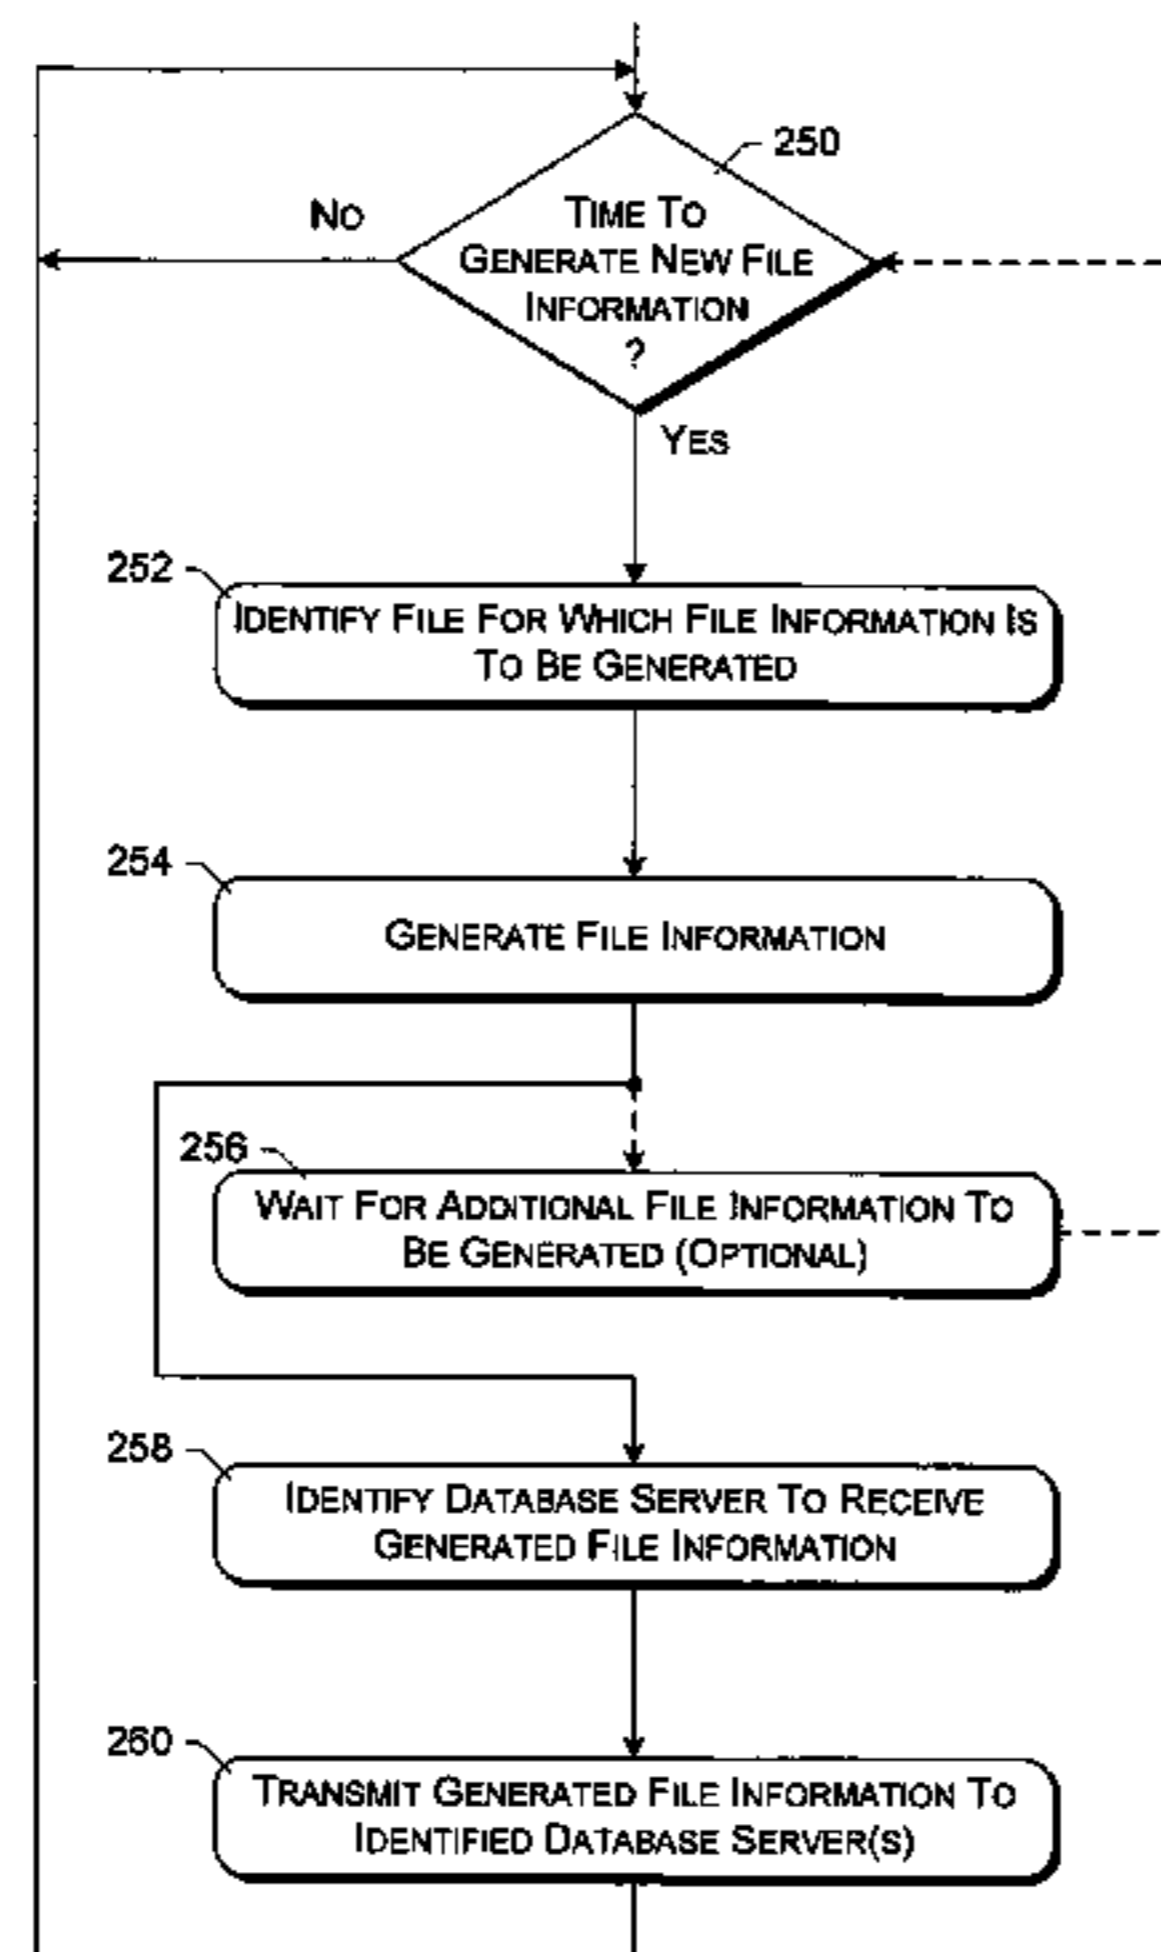 250
NO
TIME TO
GENERATE NEW FILE
INFORMATION
?
YES
252
IDENTIFY FILE FOR WHICH FILE INFORMATION IS
TO BE GENERATED
254
GENERATE FILE INFORMATION
256
WAIT FOR ADDITIONAL FILE INFORMATION TO
BE GENERATED (OPTIONAL)
258
IDENTIFY DATABASE SERVER TO RECEIVE
GENERATED FILE INFORMATION
260
TRANSMIT GENERATED FILE INFORMATION TO
IDENTIFIED DATABASE SERVER(S)